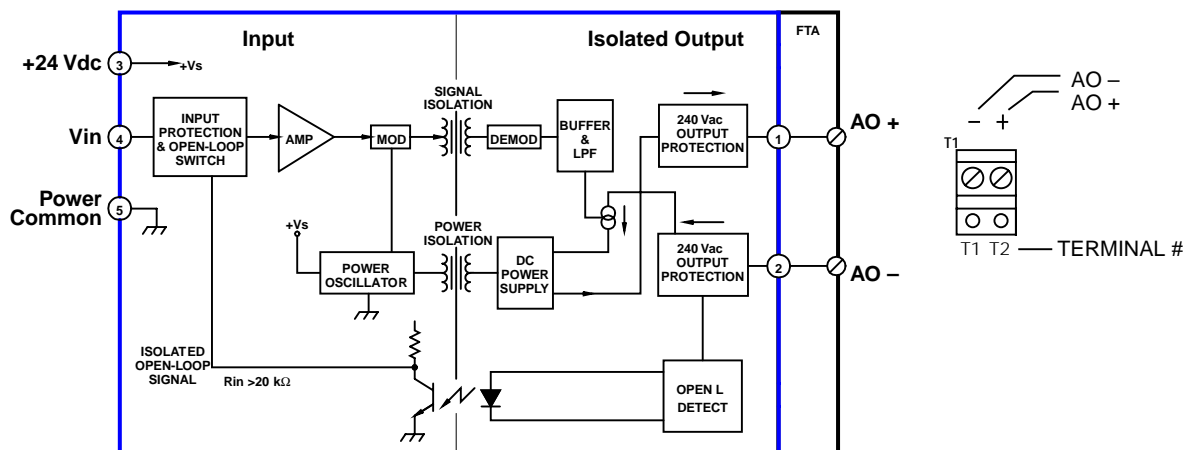 Input
Isolated Output
FTA
+24 Vdc
3
+Vs
SIGNAL
ISOLATION
Vin
4
INPUT
PROTECTION
& OPEN-LOOP
SWITCH
AMP
MOD
DEMOD
BUFFER
&
LPF
240 Vac
OUTPUT
PROTECTION
1
AO +
Power
Common
5
+Vs
POWER
ISOLATION
POWER
OSCILLATOR
DC
POWER
SUPPLY
240 Vac
OUTPUT
PROTECTION
2
AO –
ISOLATED
OPEN-LOOP
SIGNAL
Rin >20 kΩ
OPEN L
DETECT
AO –
AO +
– +
T1
T1 T2
TERMINAL #